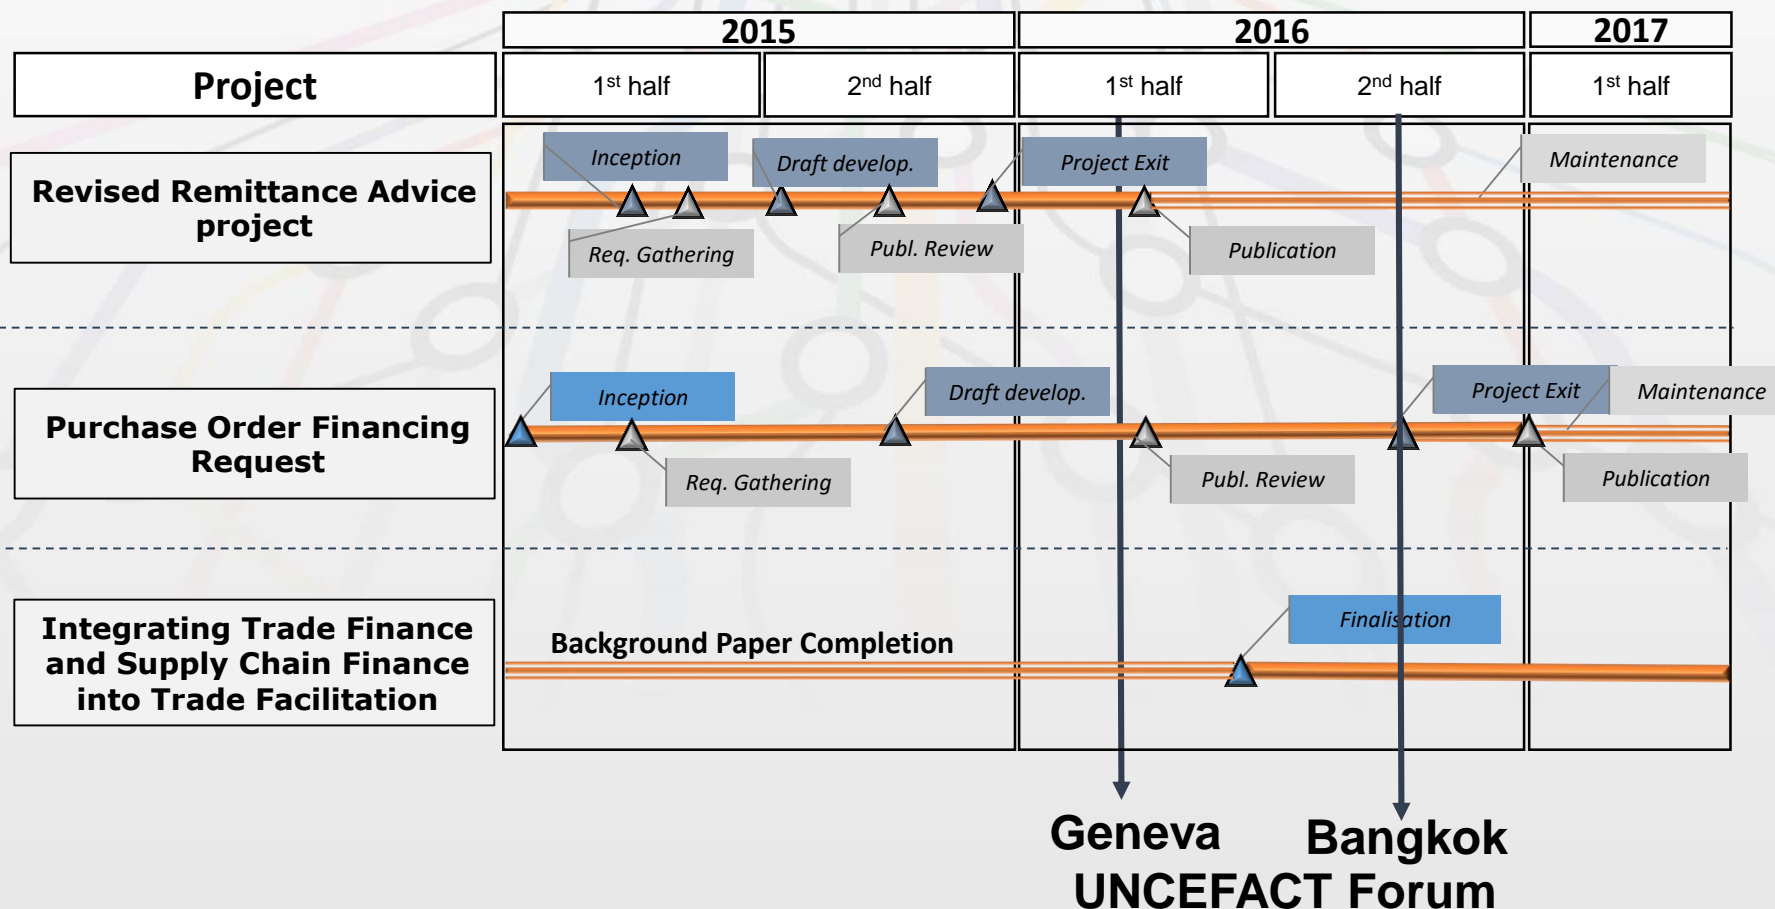 2015
2016
2017
Project
1st half
2nd half
1st half
2nd half
1st half
Inception
Draft develop.
Project Exit
Maintenance
Revised Remittance Advice
project
Req. Gathering
Publ. Review
Publication
Inception
Draft develop.
Project Exit
Maintenance
Purchase Order Financing
Request
Req. Gathering
Publ. Review
Publication
Integrating Trade Finance
and Supply Chain Finance
into Trade Facilitation
Background Paper Completion
Finalisation
Geneva
Bangkok
UNCEFACT Forum